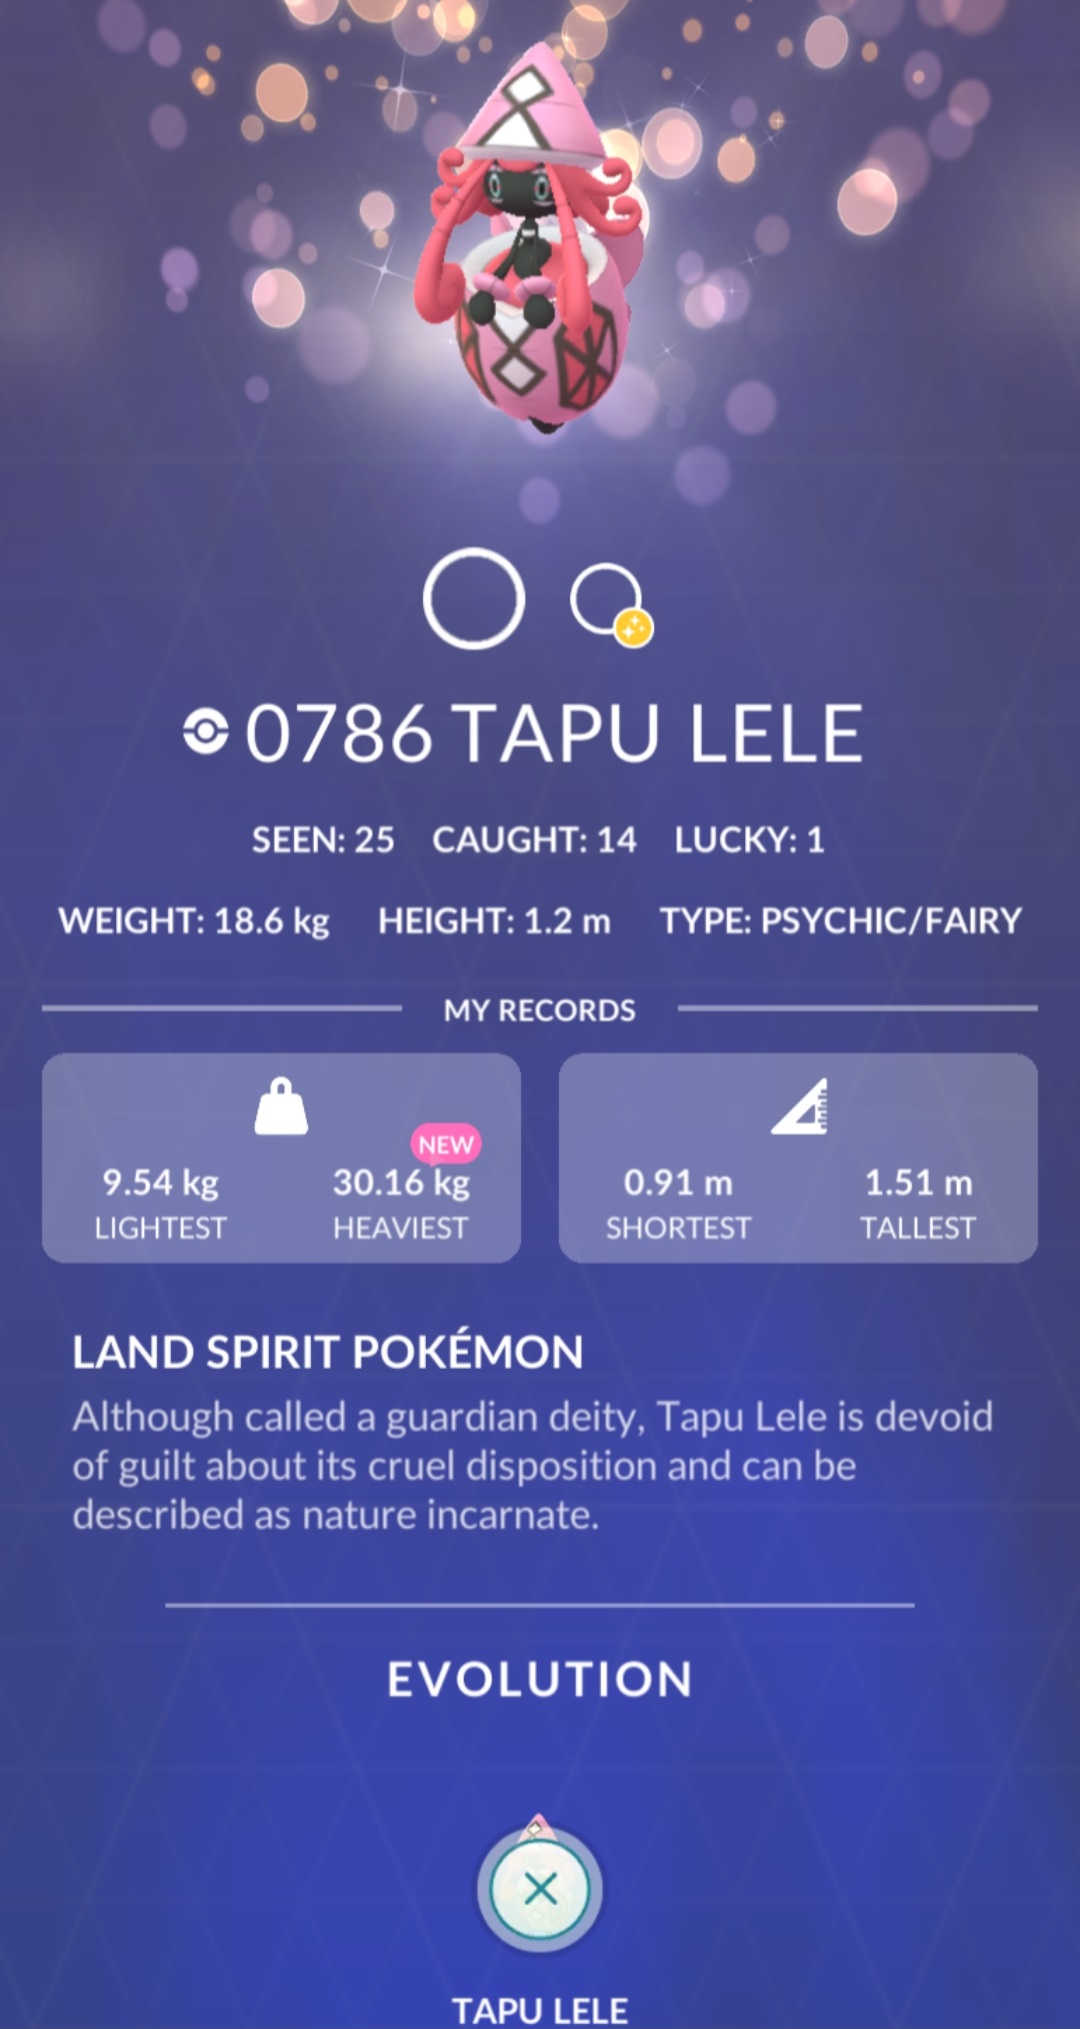 0786 TAPU LELE
SEEN: 25 CAUGHT: 14 LUCKY: 1
WEIGHT: 18.6 kg HEIGHT: 1.2 m TYPE: PSYCHIC/FAIRY
MY RECORDS
NEW
9.54 kg 30.16 kg 0.91 m 1.51 m
LIGHTEST HEAVIEST SHORTEST TALLEST
LAND SPIRIT POKÉMON
Although called a guardian deity, Tapu Lele is devoid
of guilt about its cruel disposition and can be
described as nature incarnate.
EVOLUTION
TAPU LELE